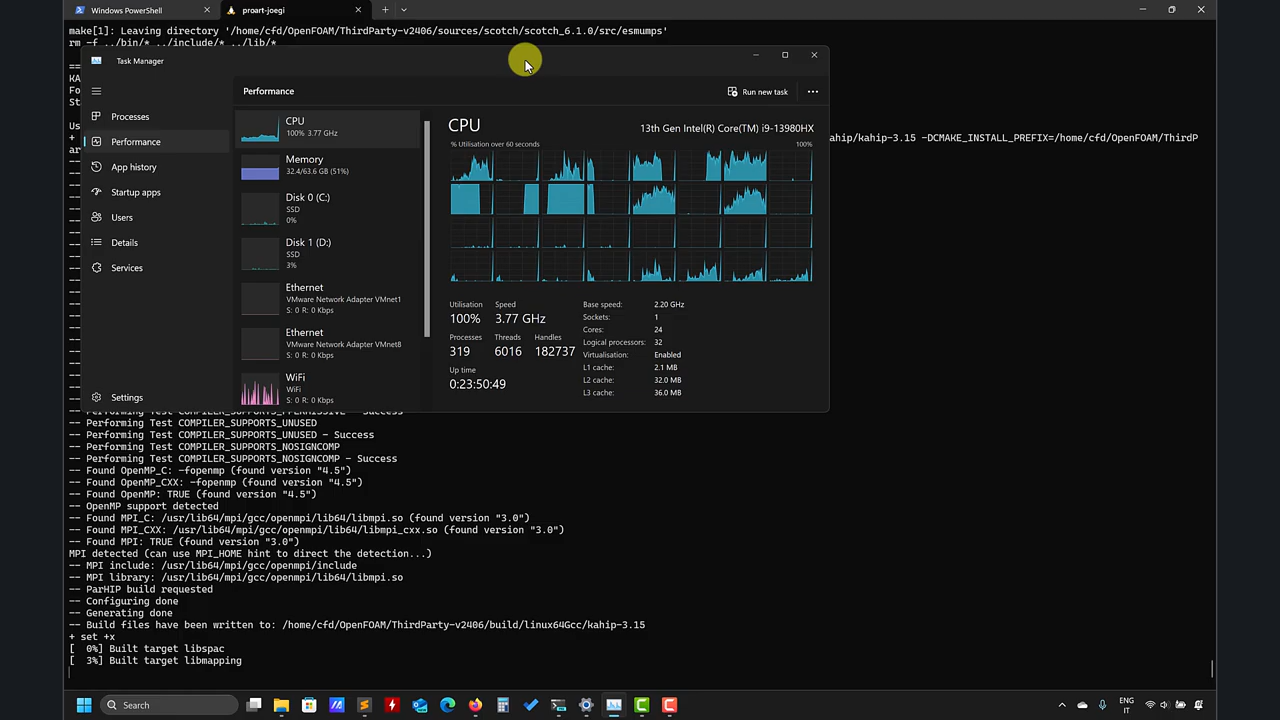 Windows PowerShell
proart-joegi
make[1]: Leaving directory '/home/cfd/OpenFOAM/ThirdParty-v2406/sources/scotch/scotch_6.1.0/src/esmumps'
rm -f ../bin/* ../include/* ../lib/*
Task Manager
Performance
Run new task
Processes
Performance
App history
Startup apps
Users
Details
Services
Settings
CPU
100% 3.77 GHz
Memory
32.4/63.6 GB (51%)
Disk 0 (C:)
SSD
0%
Disk 1 (D:)
SSD
3%
Ethernet
VMware Network Adapter VMnet1
S: 0 R: 0 Kbps
Ethernet
VMware Network Adapter VMnet8
S: 0 R: 0 Kbps
WiFi
WiFi
S: 0 R: 0 Kbps
CPU
13th Gen Intel(R) Core(TM) i9-13980HX
% Utilisation over 60 seconds
100%
Utilisation
100%
Speed
3.77 GHz
Processes
319
Threads
6016
Handles
182737
Up time
0:23:50:49
Base speed: 2.20 GHz
Sockets: 1
Cores: 24
Logical processors: 32
Virtualisation: Enabled
L1 cache: 2.1 MB
L2 cache: 32.0 MB
L3 cache: 36.0 MB
ahip/kahip-3.15 -DCMAKE_INSTALL_PREFIX=/home/cfd/OpenFOAM/ThirdP
-- Performing Test COMPILER_SUPPORTS_UNUSED
-- Performing Test COMPILER_SUPPORTS_UNUSED - Success
-- Performing Test COMPILER_SUPPORTS_NOSIGNCOMP
-- Performing Test COMPILER_SUPPORTS_NOSIGNCOMP - Success
-- Found OpenMP_C: -fopenmp (found version "4.5")
-- Found OpenMP_CXX: -fopenmp (found version "4.5")
-- Found OpenMP: TRUE (found version "4.5")
-- OpenMP support detected
-- Found MPI_C: /usr/lib64/mpi/gcc/openmpi/lib64/libmpi.so (found version "3.0")
-- Found MPI_CXX: /usr/lib64/mpi/gcc/openmpi/lib64/libmpi_cxx.so (found version "3.0")
-- Found MPI: TRUE (found version "3.0")
MPI detected (can use MPI_HOME hint to direct the detection...)
-- MPI include: /usr/lib64/mpi/gcc/openmpi/include
-- MPI library: /usr/lib64/mpi/gcc/openmpi/lib64/libmpi.so
-- ParHIP build requested
-- Configuring done
-- Generating done
-- Build files have been written to: /home/cfd/OpenFOAM/ThirdParty-v2406/build/linux64Gcc/kahip-3.15
+ set +x
[  0%] Built target libspac
[  3%] Built target libmapping
Search
ENG
IT